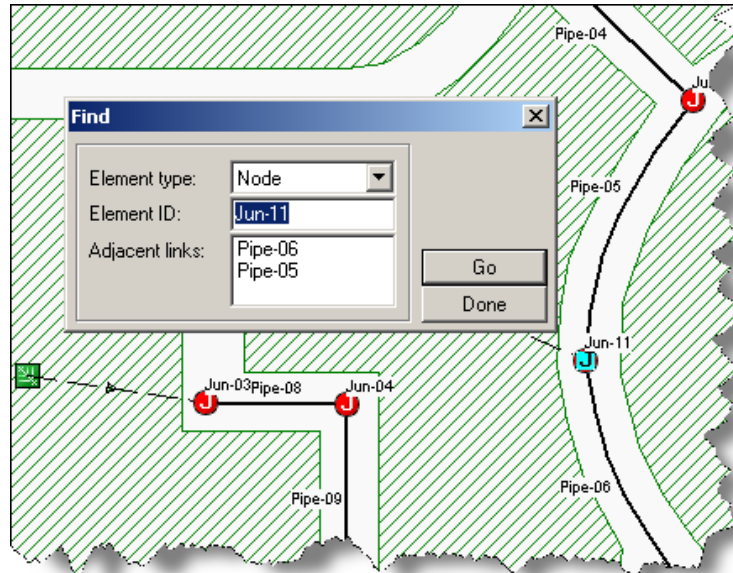 Pipe-04
Ju
J
Find
Element type: Node
Element ID: Jun-11
Adjacent links: Pipe-06
Pipe-05
Go
Done
Pipe-05
Jun-11
J
Jun-03 Pipe-08 Jun-04
J J
Pipe-09
Pipe-06